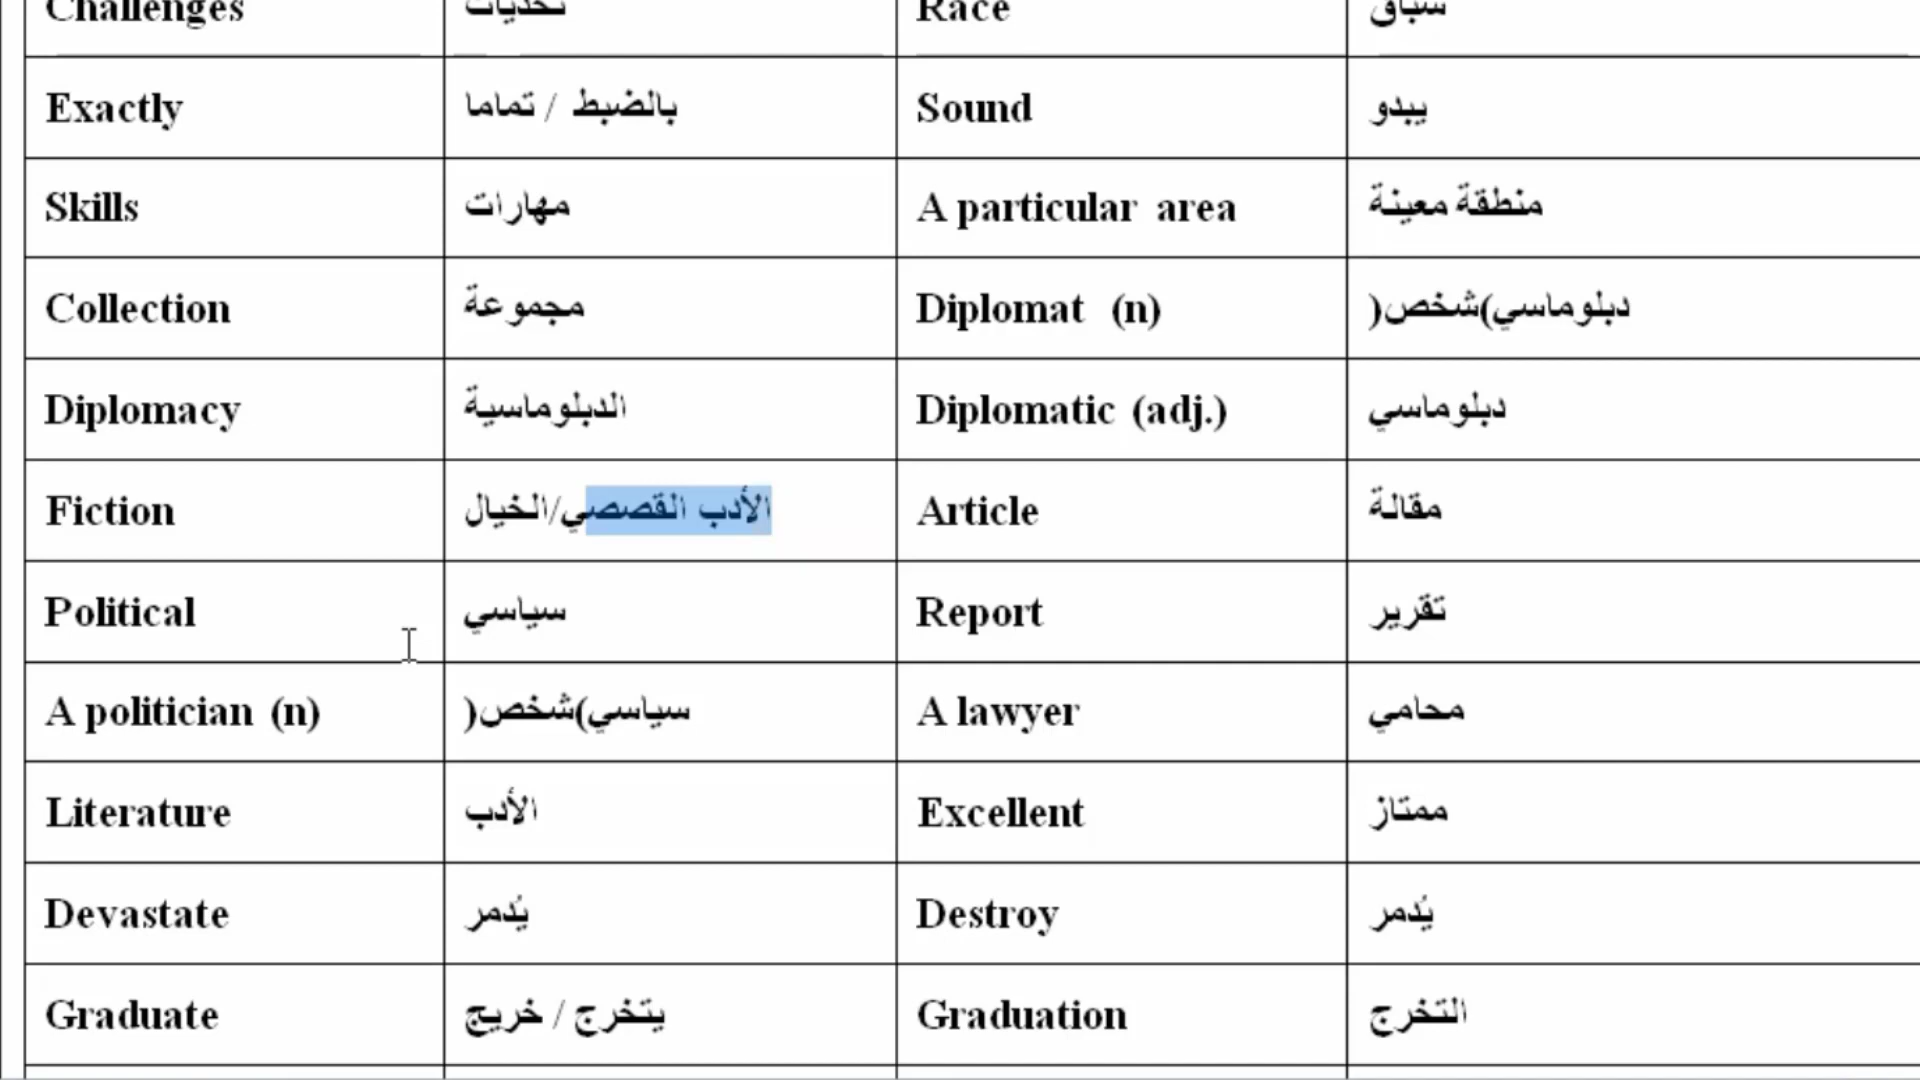 Challenges تحديات Race سباق
Exactly بالضبط / تماما Sound يبدو
Skills مهارات A particular area منطقة معينة
Collection مجموعة Diplomat (n) دبلوماسي)شخص(
Diplomacy الدبلوماسية Diplomatic (adj.) دبلوماسي
Fiction الأدب القصصي/الخيال Article مقالة
Political سياسي Report تقرير
A politician (n) سياسي)شخص( A lawyer محامي
Literature الأدب Excellent ممتاز
Devastate يُدمر Destroy يُدمر
Graduate يتخرج / خريج Graduation التخرج